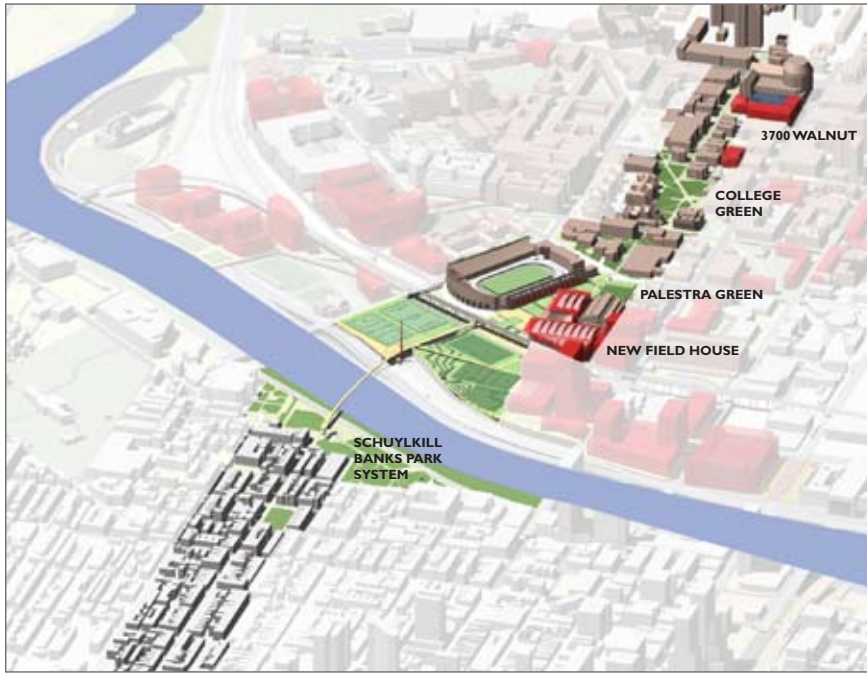 3700 WALNUT
COLLEGE
GREEN
PALESTRA GREEN
NEW FIELD HOUSE
SCHUYLKILL
BANKS PARK
SYSTEM